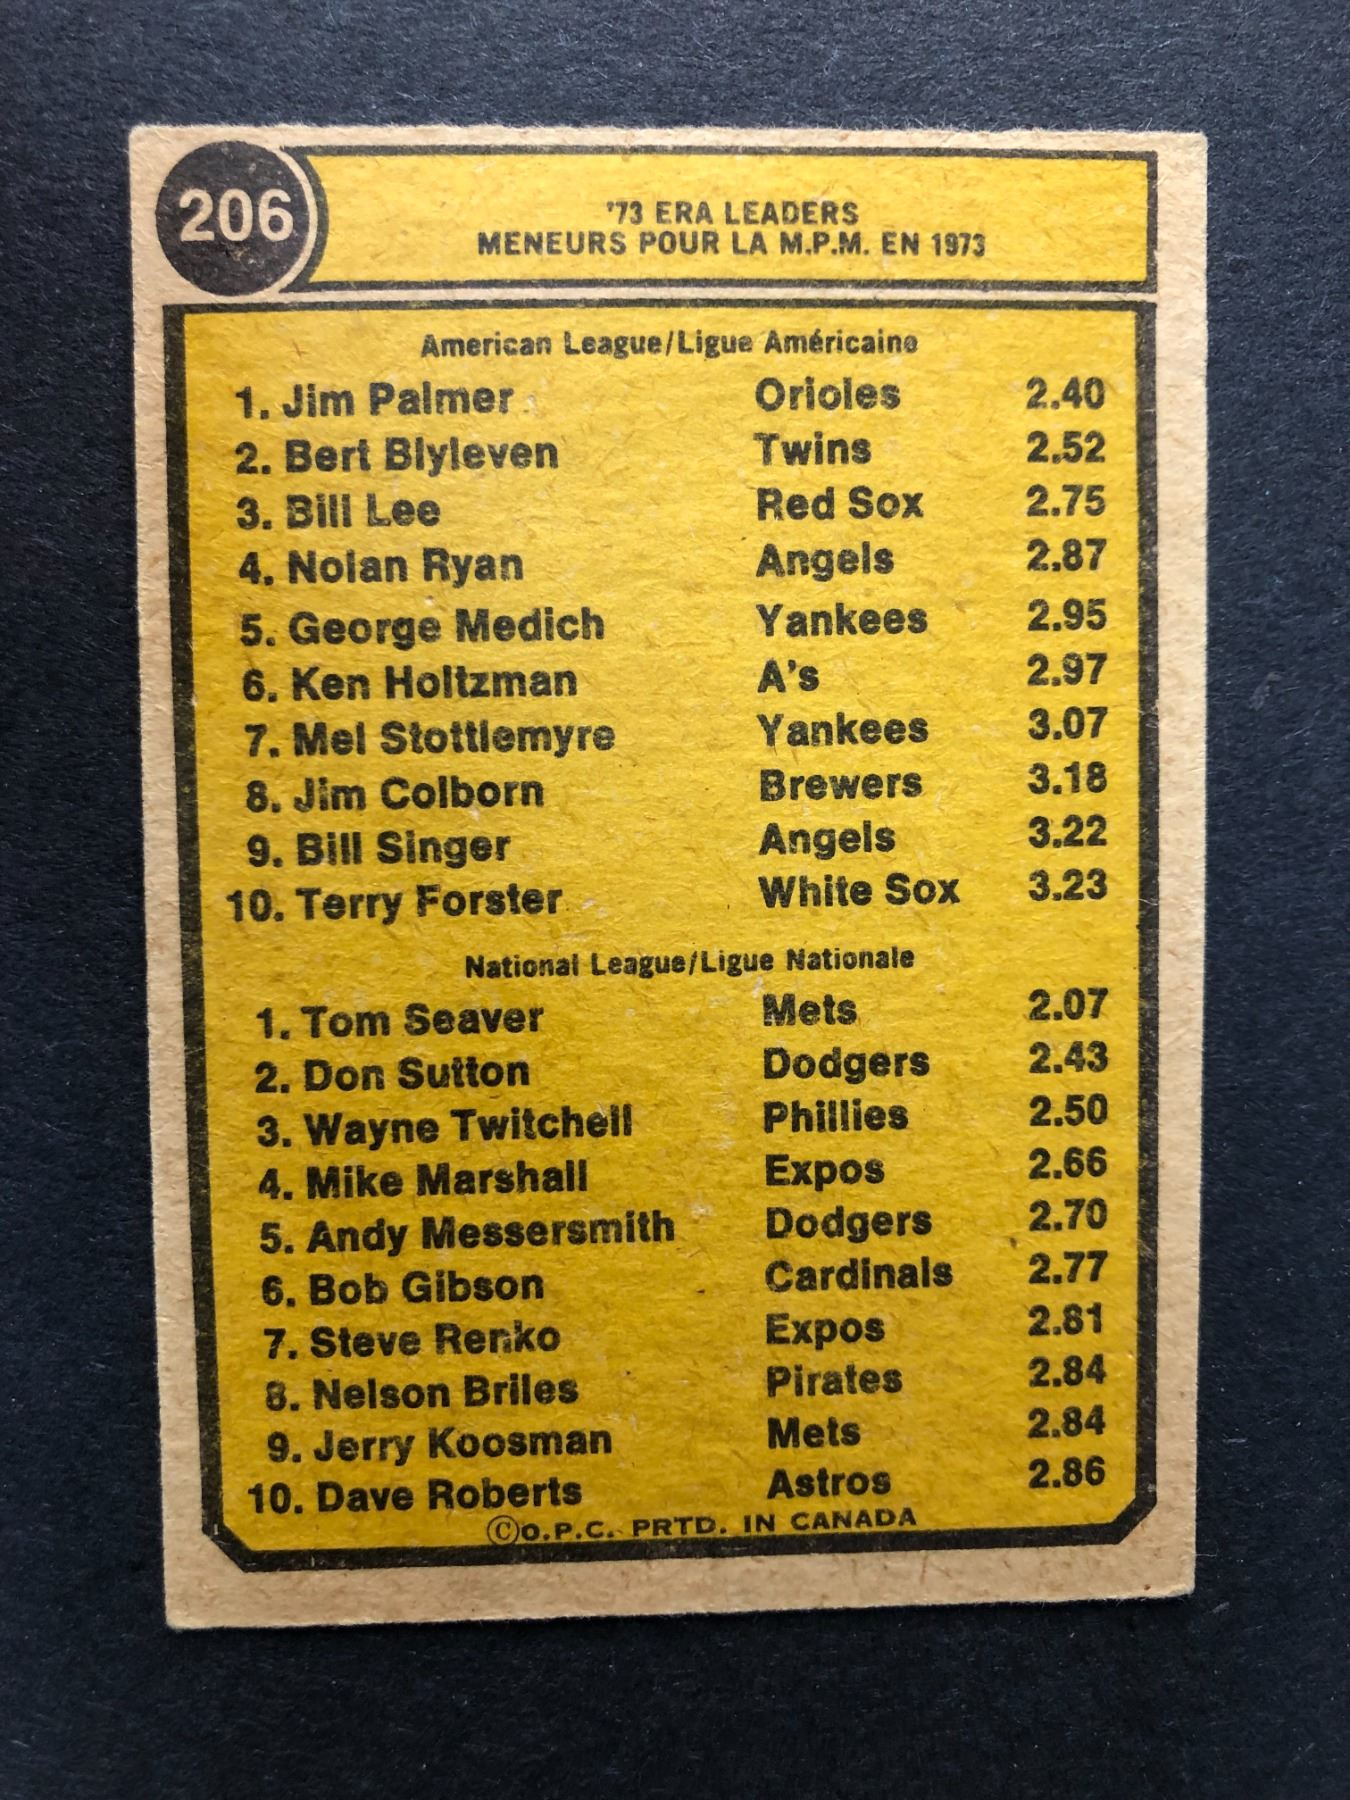 206
'73 ERA LEADERS
MENEURS POUR LA M.P.M. EN 1973
American League/Ligue Américaine
1. Jim Palmer Orioles 2.40
2. Bert Blyleven Twins 2.52
3. Bill Lee Red Sox 2.75
4. Nolan Ryan Angels 2.87
5. George Medich Yankees 2.95
6. Ken Holtzman A's 2.97
7. Mel Stottlemyre Yankees 3.07
8. Jim Colborn Brewers 3.18
9. Bill Singer Angels 3.22
10. Terry Forster White Sox 3.23
National League/Ligue Nationale
1. Tom Seaver Mets 2.07
2. Don Sutton Dodgers 2.43
3. Wayne Twitchell Phillies 2.50
4. Mike Marshall Expos 2.66
5. Andy Messersmith Dodgers 2.70
6. Bob Gibson Cardinals 2.77
7. Steve Renko Expos 2.81
8. Nelson Briles Pirates 2.84
9. Jerry Koosman Mets 2.84
10. Dave Roberts Astros 2.86
©O.P.C. PRTD. IN CANADA